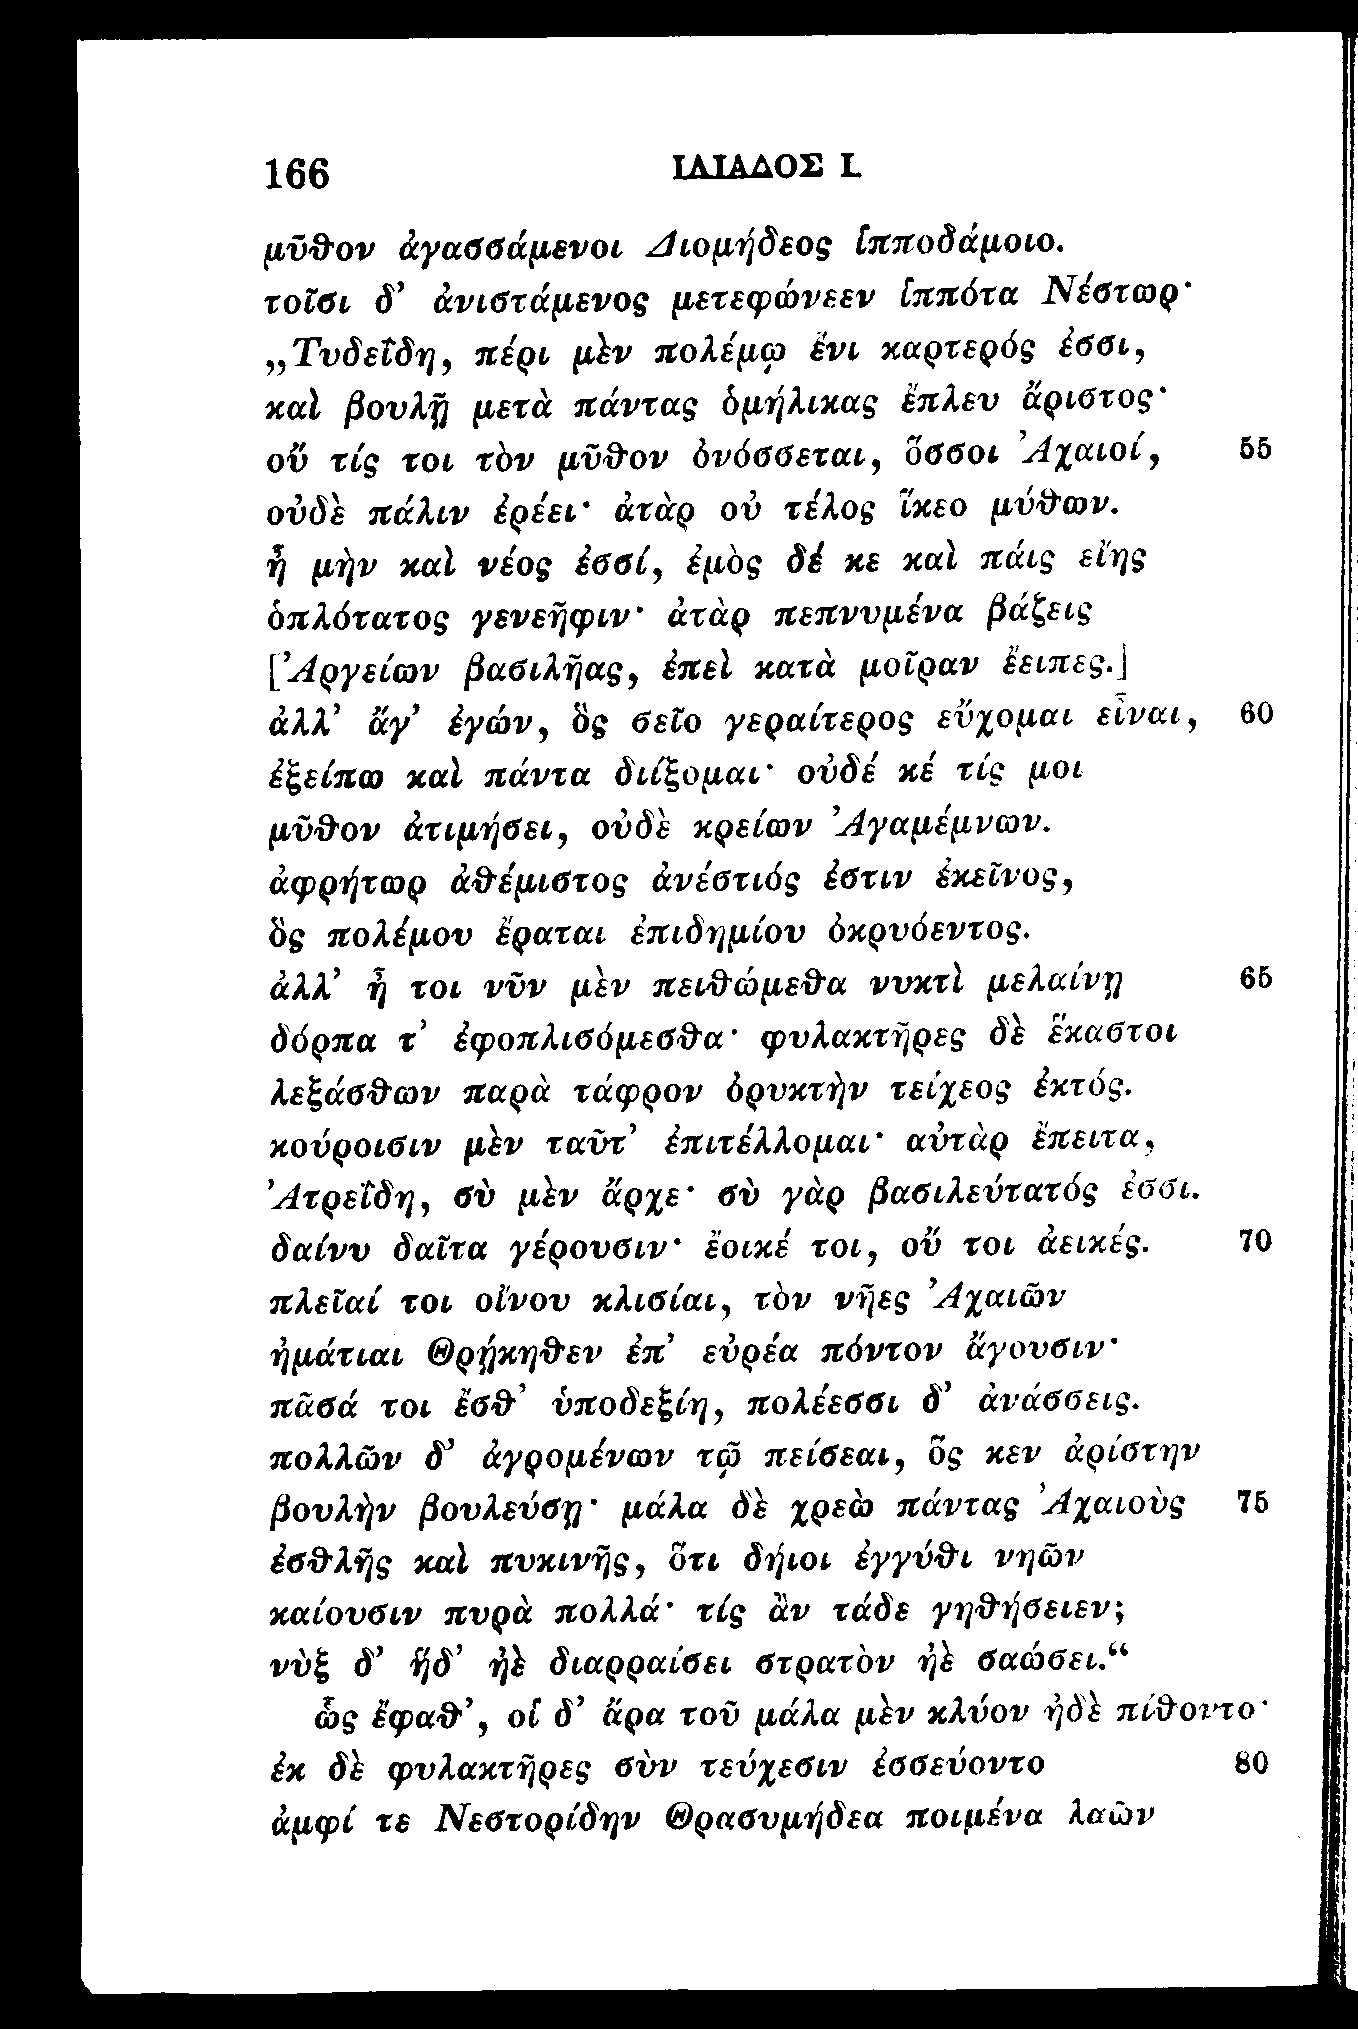 166 ΙΛΙΑΔΟΣ Ι.
μῦθον ἀγασσάμενοι Διομήδεος ἱπποδάμοιο.
τοῖσι δ’ ἀνιστάμενος μετεφώνεεν ἱππότα Νέστωρ·
„Τυδεΐδη, πέρι μὲν πολέμῳ ἔνι καρτερός ἐσσι,
καὶ βουλῇ μετὰ πάντας ὁμήλικας ἔπλευ ἄριστος·
οὔ τίς τοι τὸν μῦθον ὀνόσσεται, ὅσσοι Ἀχαιοί, 55
οὐδὲ πάλιν ἐρέει· ἀτὰρ οὐ τέλος ἵκεο μύθων.
ἦ μὴν καὶ νέος ἐσσί, ἐμὸς δέ κε καὶ πάις εἴης
ὁπλότατος γενεῆφιν· ἀτὰρ πεπνυμένα βάζεις
[Ἀργείων βασιλῆας, ἐπεὶ κατὰ μοῖραν ἔειπες.]
ἀλλ’ ἄγ’ ἐγών, ὃς σεῖο γεραίτερος εὔχομαι εἶναι, 60
ἐξείπω καὶ πάντα διίξομαι· οὐδέ κέ τίς μοι
μῦθον ἀτιμήσει, οὐδὲ κρείων Ἀγαμέμνων.
ἀφρήτωρ ἀθέμιστος ἀνέστιός ἐστιν ἐκεῖνος,
ὃς πολέμου ἔραται ἐπιδημίου ὀκρυόεντος.
ἀλλ’ ἦ τοι νῦν μὲν πειθώμεθα νυκτὶ μελαίνῃ 65
δόρπα τ’ ἐφοπλισόμεσθα· φυλακτῆρες δὲ ἕκαστοι
λεξάσθων παρὰ τάφρον ὀρυκτὴν τείχεος ἐκτός.
κούροισιν μὲν ταῦτ’ ἐπιτέλλομαι· αὐτὰρ ἔπειτα,
Ἀτρεΐδη, σὺ μὲν ἄρχε· σὺ γὰρ βασιλεύτατός ἐσσι.
δαίνυ δαῖτα γέρουσιν· ἔοικέ τοι, οὔ τοι ἀεικές. 70
πλεῖαί τοι οἴνου κλισίαι, τὸν νῆες Ἀχαιῶν
ἠμάτιαι Θρῄκηθεν ἐπ’ εὐρέα πόντον ἄγουσιν·
πᾶσά τοι ἔσθ’ ὑποδεξίη, πολέεσσι δ’ ἀνάσσεις.
πολλῶν δ’ ἀγρομένων τῷ πείσεαι, ὅς κεν ἀρίστην
βουλὴν βουλεύσῃ· μάλα δὲ χρεὼ πάντας Ἀχαιοὺς 75
ἐσθλῆς καὶ πυκινῆς, ὅτι δήιοι ἐγγύθι νηῶν
καίουσιν πυρὰ πολλά· τίς ἂν τάδε γηθήσειεν;
νὺξ δ’ ἥδ’ ἠὲ διαρραίσει στρατὸν ἠὲ σαώσει.“
ὣς ἔφαθ’, οἱ δ’ ἄρα τοῦ μάλα μὲν κλύον ἠδὲ πίθοντο·
ἐκ δὲ φυλακτῆρες σὺν τεύχεσιν ἐσσεύοντο 80
ἀμφί τε Νεστορίδην Θρασυμήδεα ποιμένα λαῶν